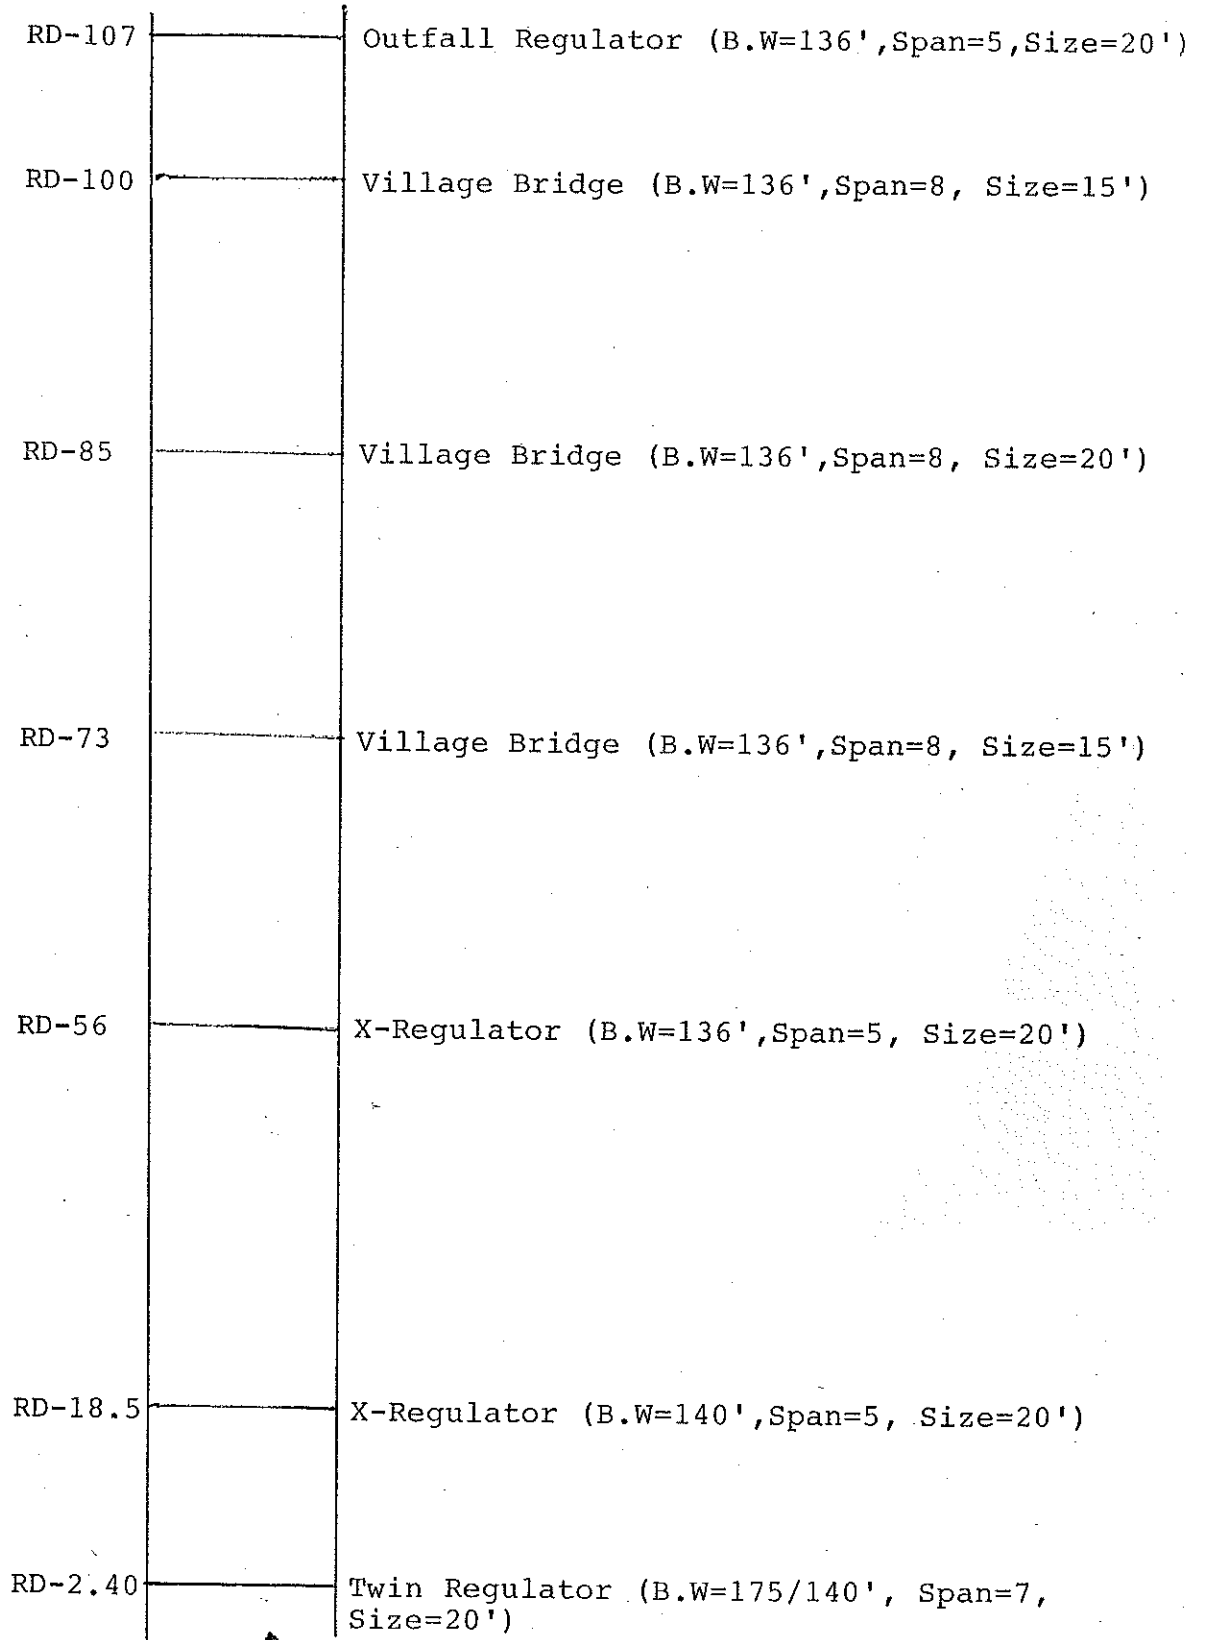 RD-107 Outfall Regulator (B.W=136',Span=5,Size=20')
RD-100 Village Bridge (B.W=136',Span=8, Size=15')
RD-85 Village Bridge (B.W=136',Span=8, Size=20')
RD-73 Village Bridge (B.W=136',Span=8, Size=15')
RD-56 X-Regulator (B.W=136',Span=5, Size=20')
RD-18.5 X-Regulator (B.W=140',Span=5, Size=20')
RD-2.40 Twin Regulator (B.W=175/140', Span=7,
Size=20')